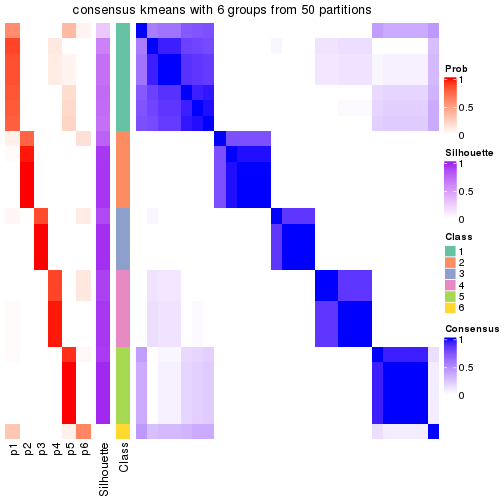 consensus kmeans with 6 groups from 50 partitions
Prob
1
0.5
0
Silhouette
1
0.5
0
Class
1
2
3
4
5
6
Consensus
1
0.5
0
p1
p2
p3
p4
p5
p6
Silhouette
Class